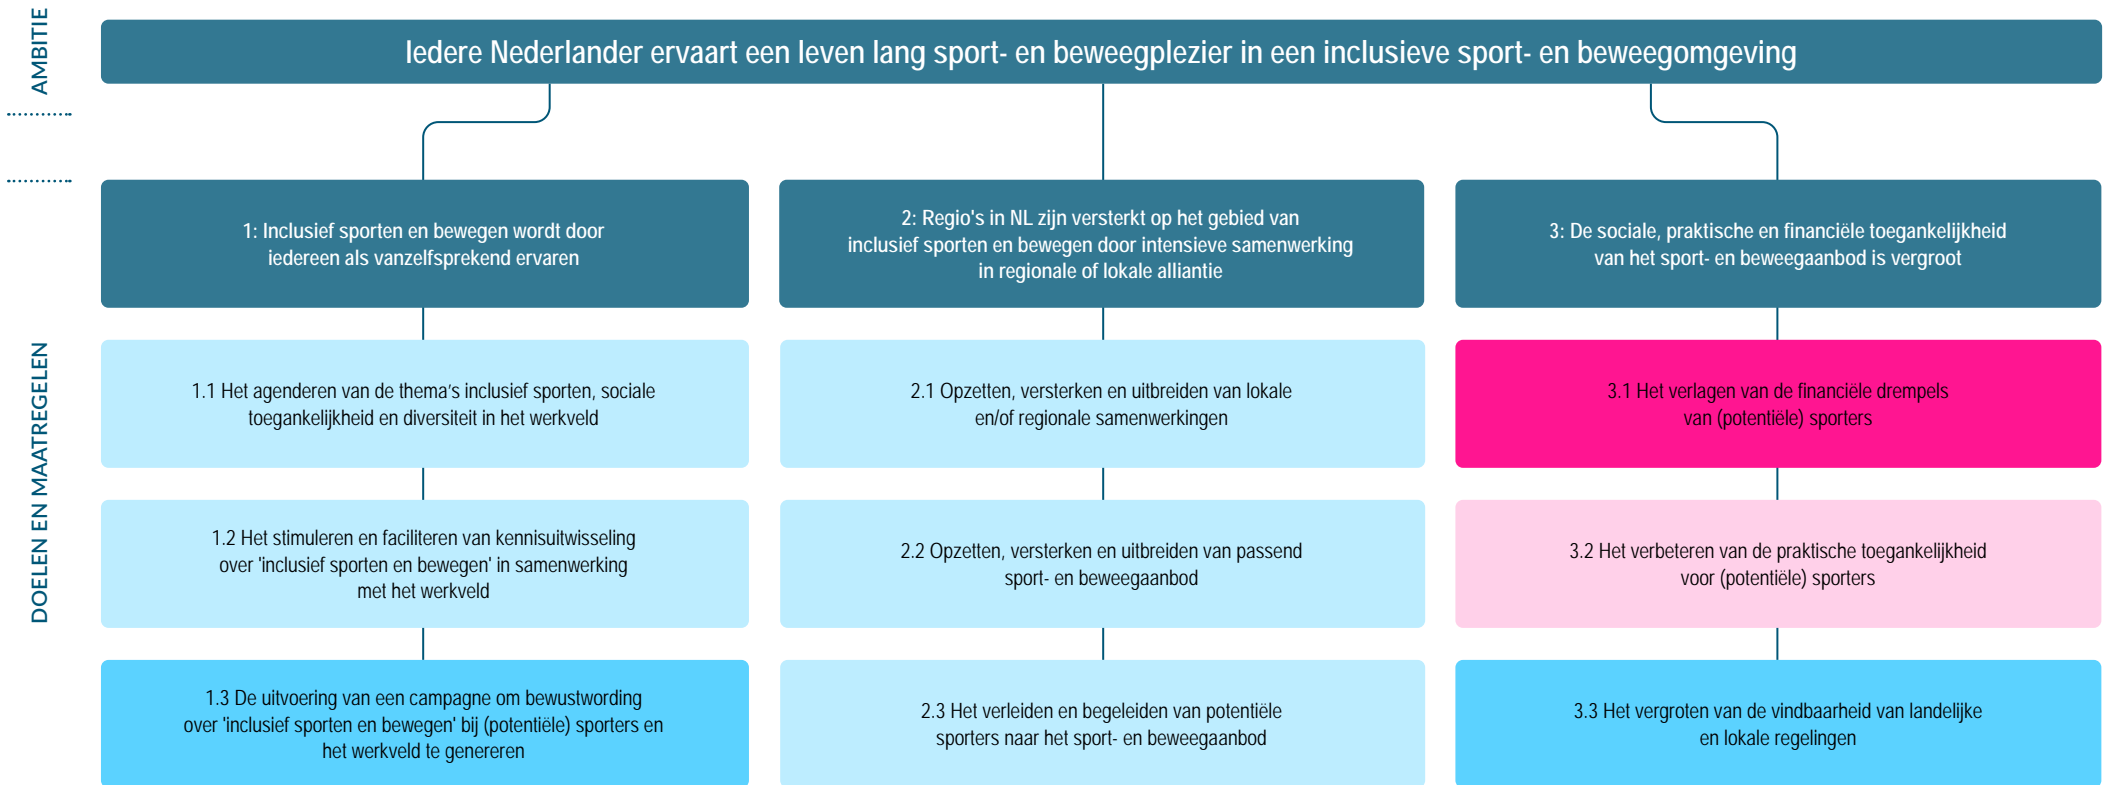 AMBITIE
Iedere Nederlander ervaart een leven lang sport- en beweegplezier in een inclusieve sport- en beweegomgeving
DOELEN EN MAATREGELEN
1: Inclusief sporten en bewegen wordt door
iedereen als vanzelfsprekend ervaren
1.1 Het agenderen van de thema's inclusief sporten, sociale
toegankelijkheid en diversiteit in het werkveld
1.2 Het stimuleren en faciliteren van kennisuitwisseling
over 'inclusief sporten en bewegen' in samenwerking
met het werkveld
1.3 De uitvoering van een campagne om bewustwording
over 'inclusief sporten en bewegen' bij (potentiële) sporters en
het werkveld te genereren
2: Regio's in NL zijn versterkt op het gebied van
inclusief sporten en bewegen door intensieve samenwerking
in regionale of lokale alliantie
2.1 Opzetten, versterken en uitbreiden van lokale
en/of regionale samenwerkingen
2.2 Opzetten, versterken en uitbreiden van passend
sport- en beweegaanbod
2.3 Het verleiden en begeleiden van potentiële
sporters naar het sport- en beweegaanbod
3: De sociale, praktische en financiële toegankelijkheid
van het sport- en beweegaanbod is vergroot
3.1 Het verlagen van de financiële drempels
van (potentiële) sporters
3.2 Het verbeteren van de praktische toegankelijkheid
voor (potentiële) sporters
3.3 Het vergroten van de vindbaarheid van landelijke
en lokale regelingen